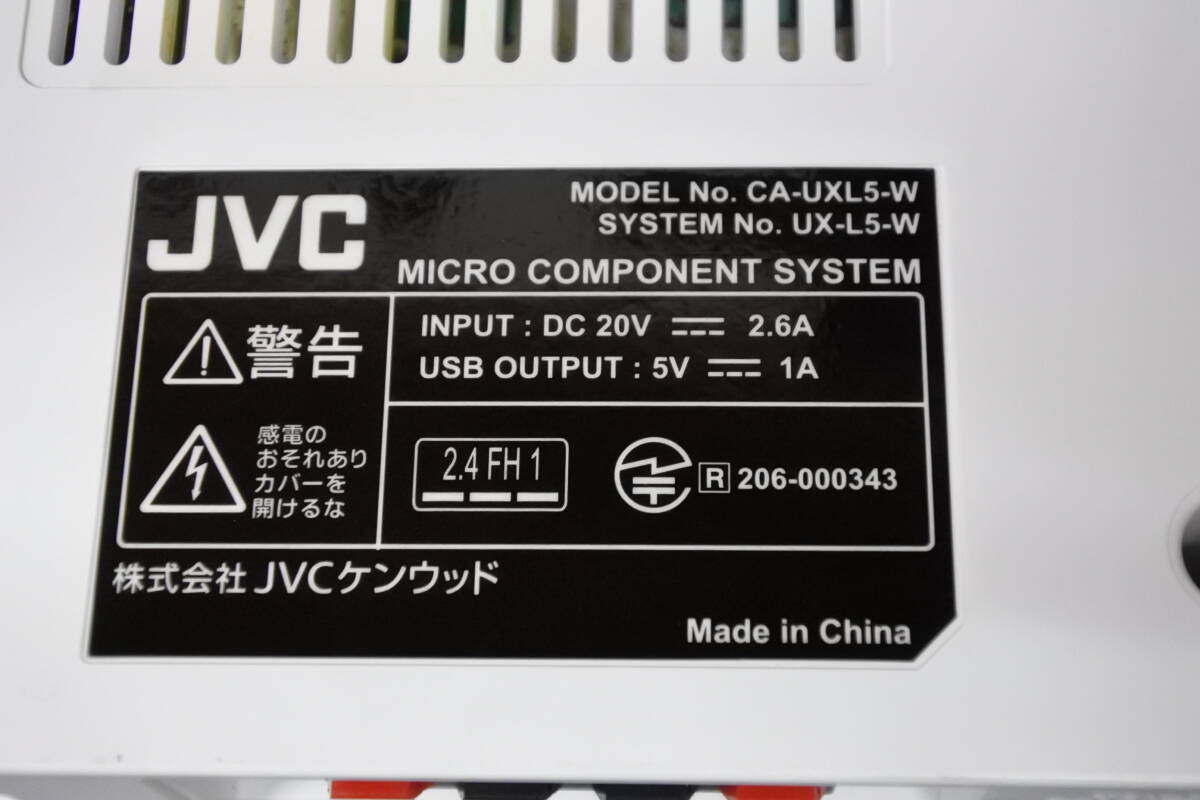 JVC
MODEL No. CA-UXL5-W
SYSTEM No. UX-L5-W
MICRO COMPONENT SYSTEM
警告
感電の
おそれあり
カバーを
開けるな
INPUT : DC 20V ⎓ 2.6A
USB OUTPUT : 5V ⎓ 1A
2.4 FH 1
R 206-000343
株式会社 JVCケンウッド
Made in China